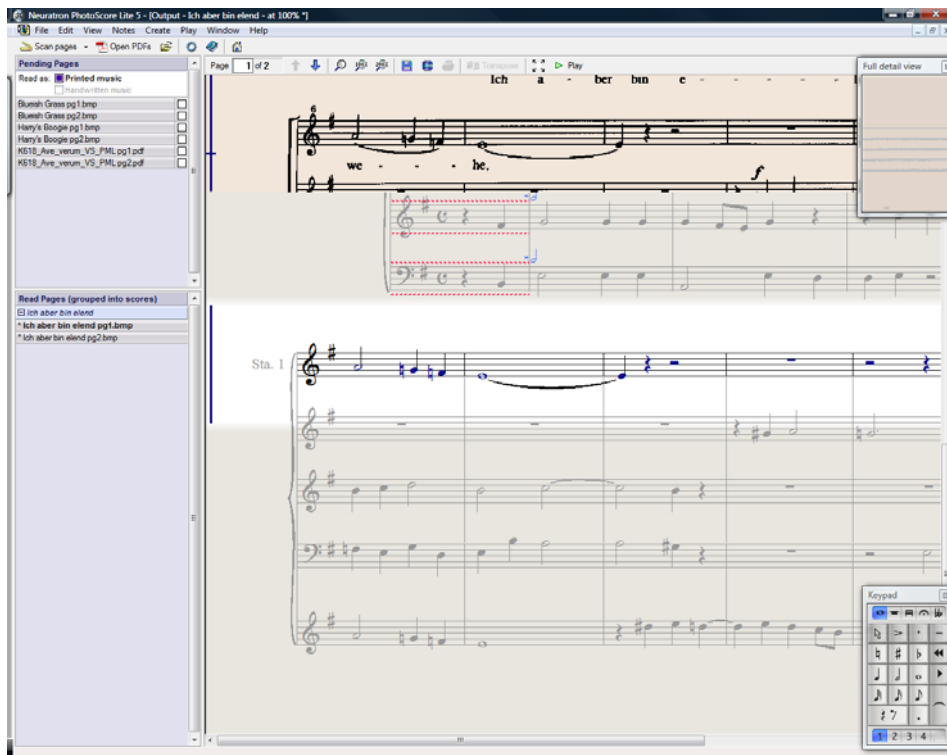 Neuratron PhotoScore Lite 5 - [Output - Ich aber bin elend - at 100% *]
File Edit View Notes Create Play Window Help
Scan pages Open PDFs
Pending Pages
Read as: Printed music
Handwritten music
Blueish Grass pg1.bmp
Blueish Grass pg2.bmp
Harry's Boogie pg1.bmp
Harry's Boogie pg2.bmp
K618_Ave_verum_VS_PML pg1.pdf
K618_Ave_verum_VS_PML pg2.pdf
Read Pages (grouped into scores)
Ich aber bin elend
* Ich aber bin elend pg1.bmp
* Ich aber bin elend pg2.bmp
Page 1 of 2 Transpose Play
Ich a - ber bin e - - - -
6
we - - - he,
f
Sta. 1
Full detail view
Keypad
1 2 3 4